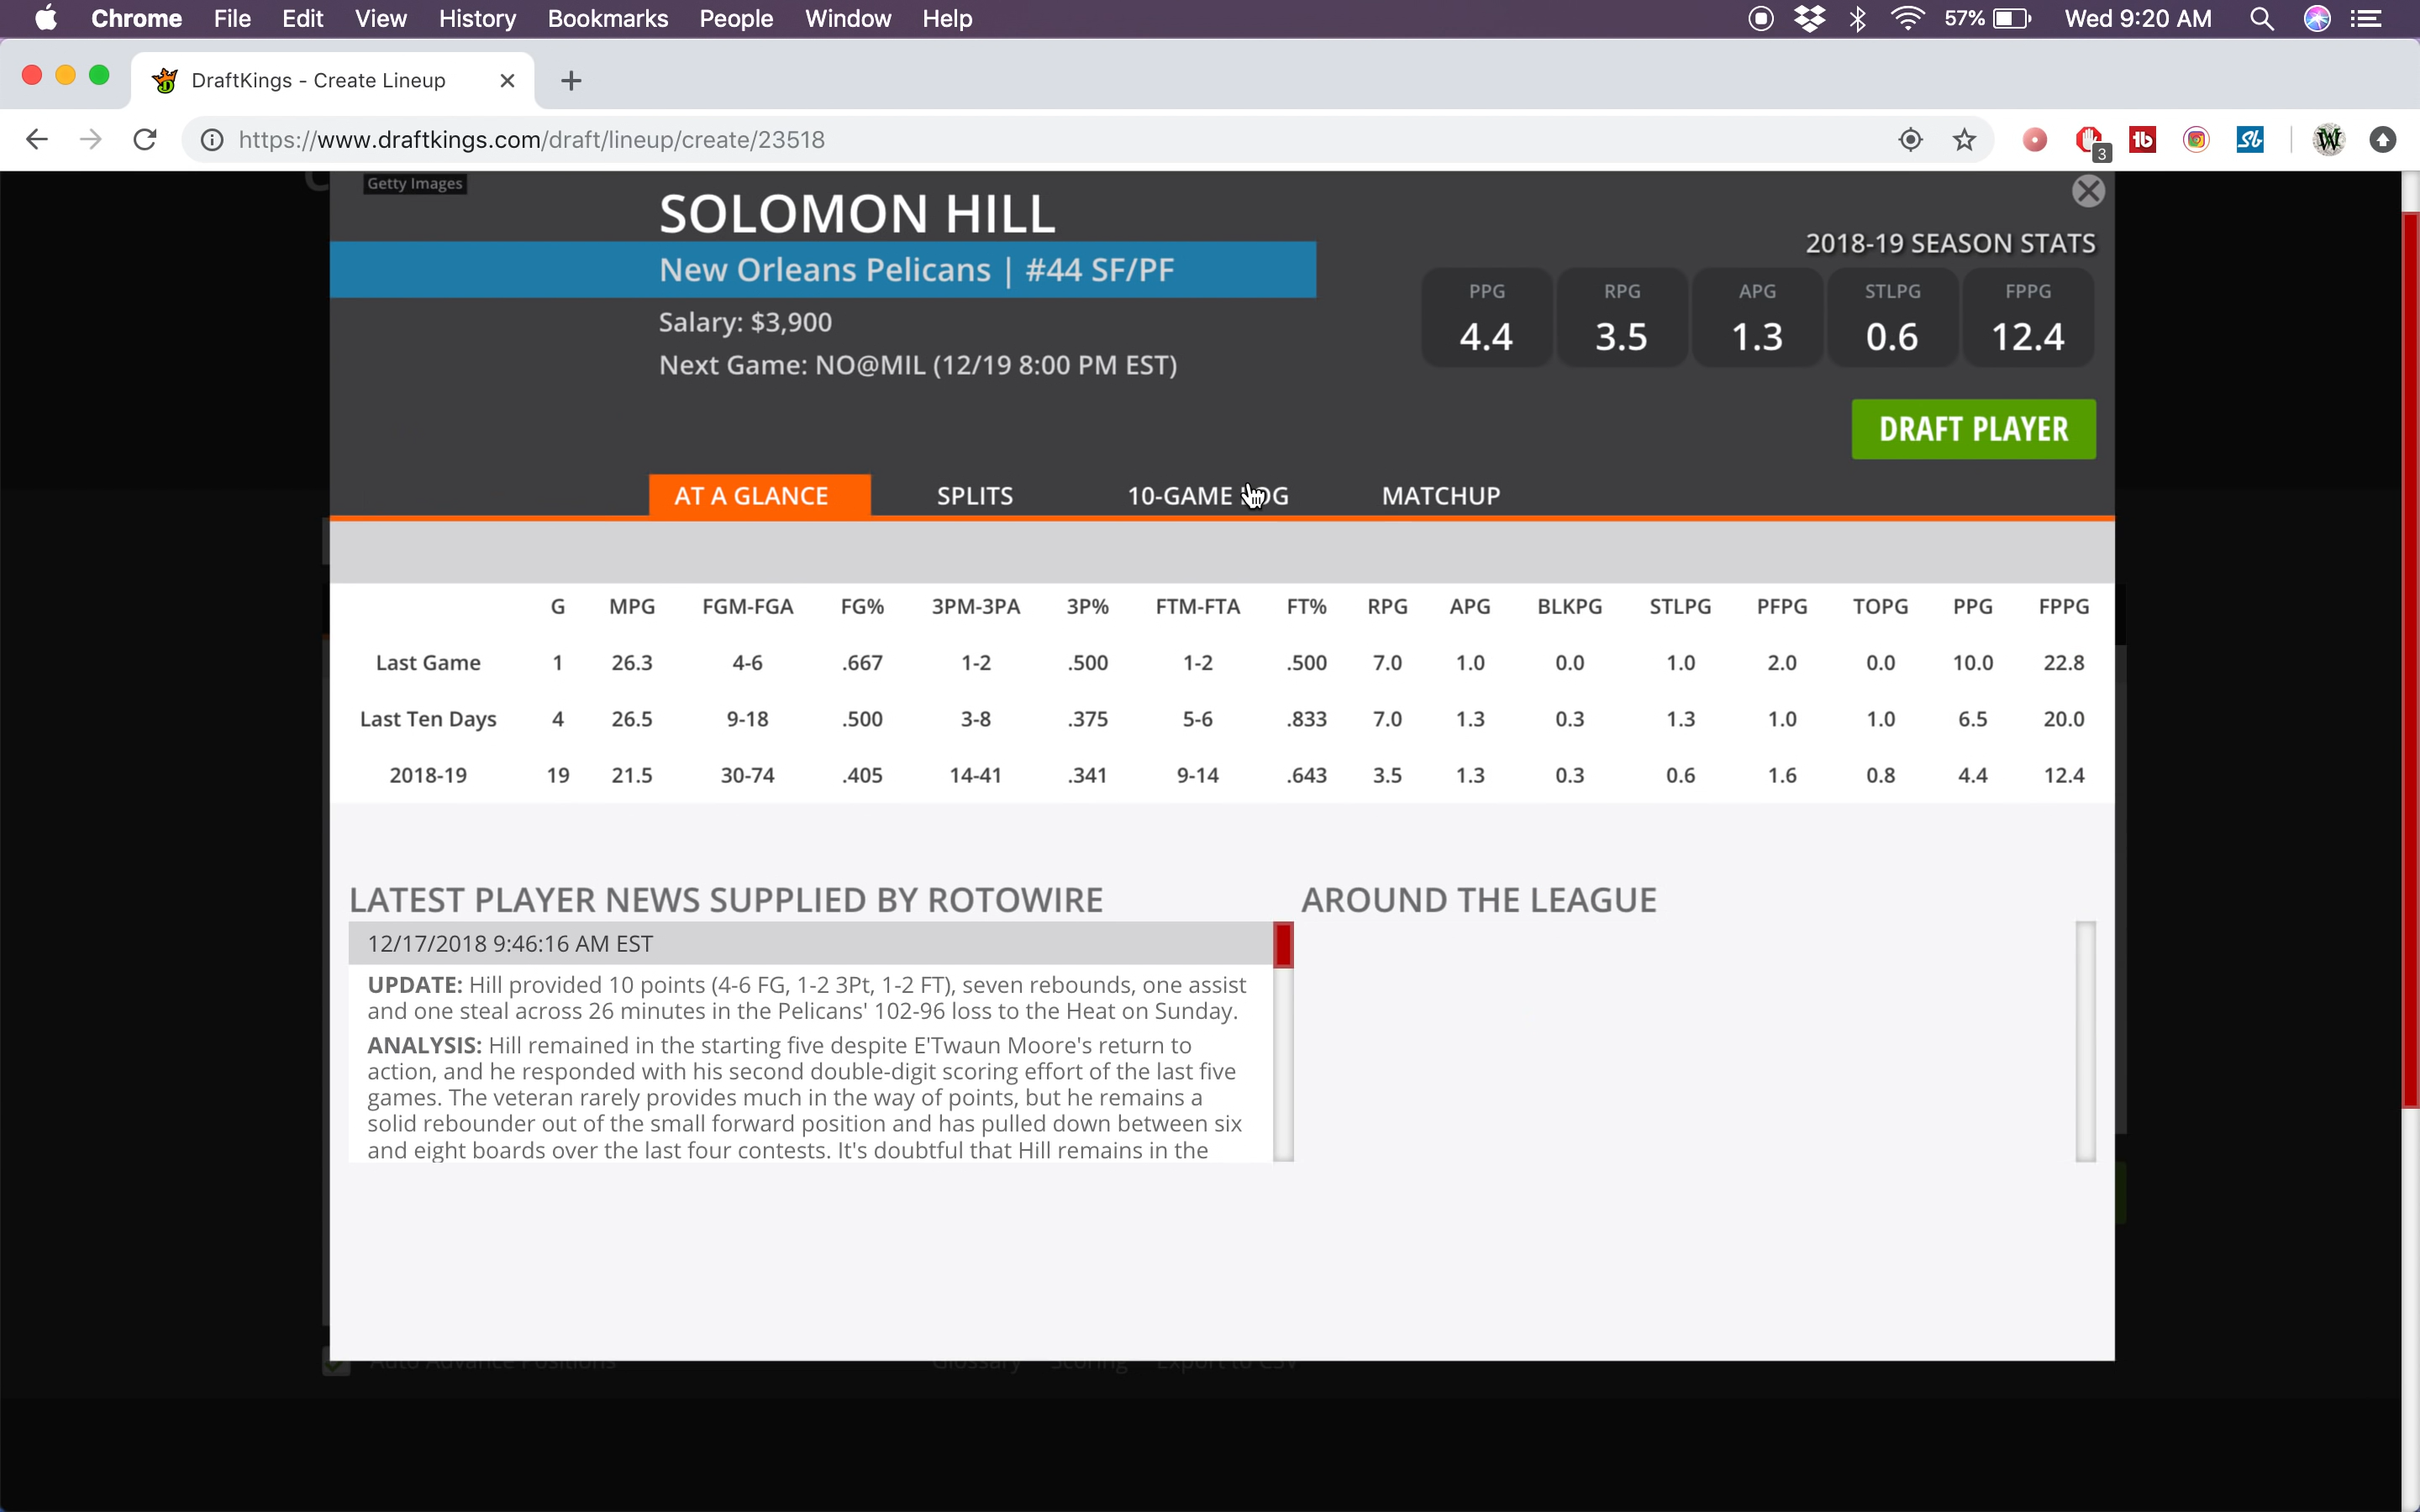 Chrome File Edit View History Bookmarks People Window Help 57% Wed 9:20 AM
DraftKings - Create Lineup
https://www.draftkings.com/draft/lineup/create/23518 3
Getty Images
SOLOMON HILL
New Orleans Pelicans | #44 SF/PF
Salary: $3,900
Next Game: NO@MIL (12/19 8:00 PM EST)
2018-19 SEASON STATS
PPG RPG APG STLPG FPPG
4.4 3.5 1.3 0.6 12.4
DRAFT PLAYER
AT A GLANCE SPLITS 10-GAME LOG MATCHUP
G MPG FGM-FGA FG% 3PM-3PA 3P% FTM-FTA FT% RPG APG BLKPG STLPG PFPG TOPG PPG FPPG
Last Game 1 26.3 4-6 .667 1-2 .500 1-2 .500 7.0 1.0 0.0 1.0 2.0 0.0 10.0 22.8
Last Ten Days 4 26.5 9-18 .500 3-8 .375 5-6 .833 7.0 1.3 0.3 1.3 1.0 1.0 6.5 20.0
2018-19 19 21.5 30-74 .405 14-41 .341 9-14 .643 3.5 1.3 0.3 0.6 1.6 0.8 4.4 12.4
LATEST PLAYER NEWS SUPPLIED BY ROTOWIRE
12/17/2018 9:46:16 AM EST
UPDATE: Hill provided 10 points (4-6 FG, 1-2 3Pt, 1-2 FT), seven rebounds, one assist
and one steal across 26 minutes in the Pelicans' 102-96 loss to the Heat on Sunday.
ANALYSIS: Hill remained in the starting five despite E'Twaun Moore's return to
action, and he responded with his second double-digit scoring effort of the last five
games. The veteran rarely provides much in the way of points, but he remains a
solid rebounder out of the small forward position and has pulled down between six
and eight boards over the last four contests. It's doubtful that Hill remains in the
AROUND THE LEAGUE
Auto Advance Positions Glossary Scoring Export to CSV